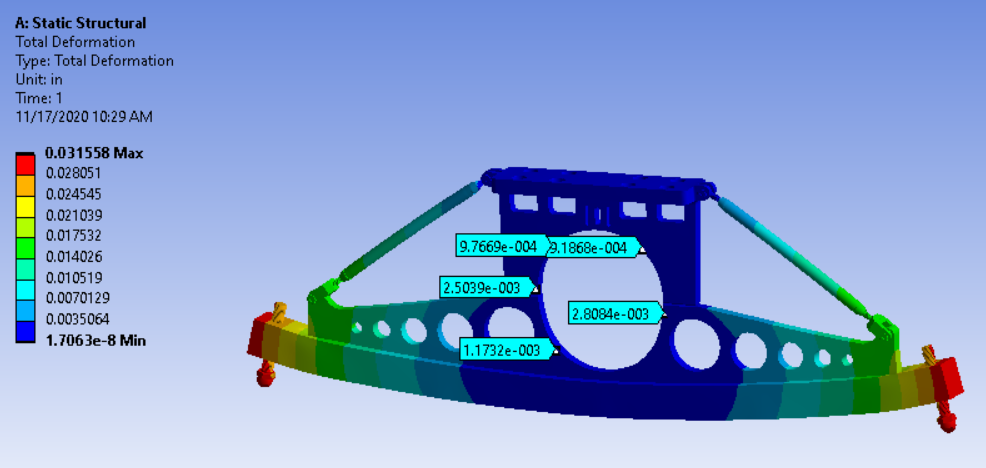 A: Static Structural
Total Deformation
Type: Total Deformation
Unit: in
Time: 1
11/17/2020 10:29 AM
0.031558 Max
0.028051
0.024545
0.021039
0.017532
0.014026
0.010519
0.0070129
0.0035064
1.7063e-8 Min
9.7669e-004
9.1868e-004
2.5039e-003
2.8084e-003
1.1732e-003